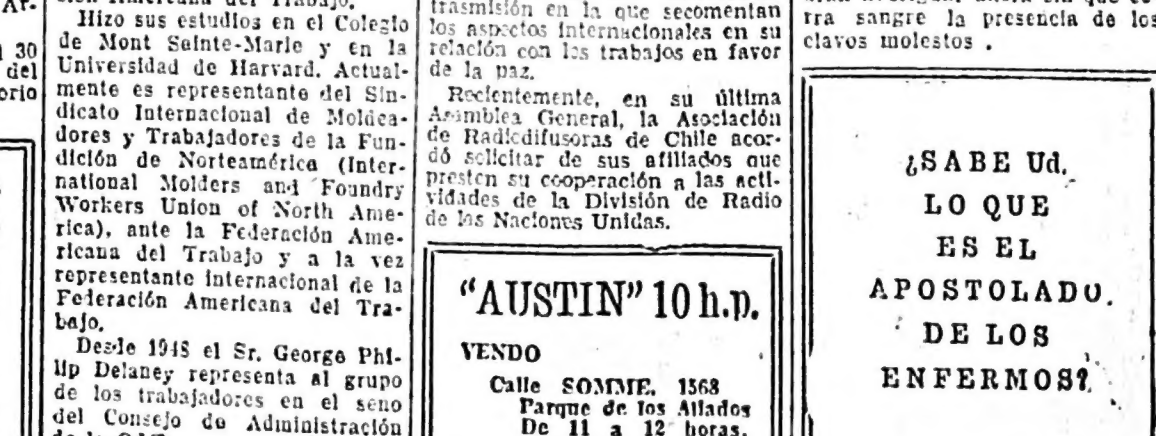 Ar-
30
del
orio
Hizo sus estudios en el Colegio
de Mont Sainte-Marie y en la
Universidad de Harvard. Actual-
mente es representante del Sin-
dicato Internacional de Moldea-
dores y Trabajadores de la Fun-
dición de Norteamérica (Inter-
national Molders and Foundry
Workers Union of North Ame-
rica), ante la Federación Ame-
ricana del Trabajo y a la vez
representante internacional de la
Federación Americana del Tra-
bajo.
Desde 1948 el Sr. George Phi-
lip Delaney representa al grupo
de los trabajadores en el seno
del Consejo de Administración
trasmisión en la que secomentan
los aspectos internacionales en su
relación con los trabajos en favor
de la paz.
Recientemente, en su última
Asamblea General, la Asociación
de Radiodifusoras de Chile acor-
dó solicitar de sus afiliados que
presten su cooperación a las acti-
vidades de la División de Radio
de las Naciones Unidas.
"AUSTIN" 10 h.p.
VENDO
Calle SOMME. 1568
Parque de los Aliados
De 11 a 12 horas.
rra sangre la presencia de los
clavos molestos .
¿SABE Ud.
LO QUE
ES EL
APOSTOLADO
DE LOS
ENFERMOS?